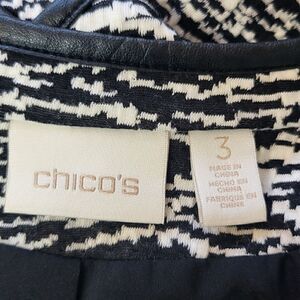 chico's
3
MADE IN
CHINA
HECHO EN
CHINA
FABRIQUE EN
CHINE